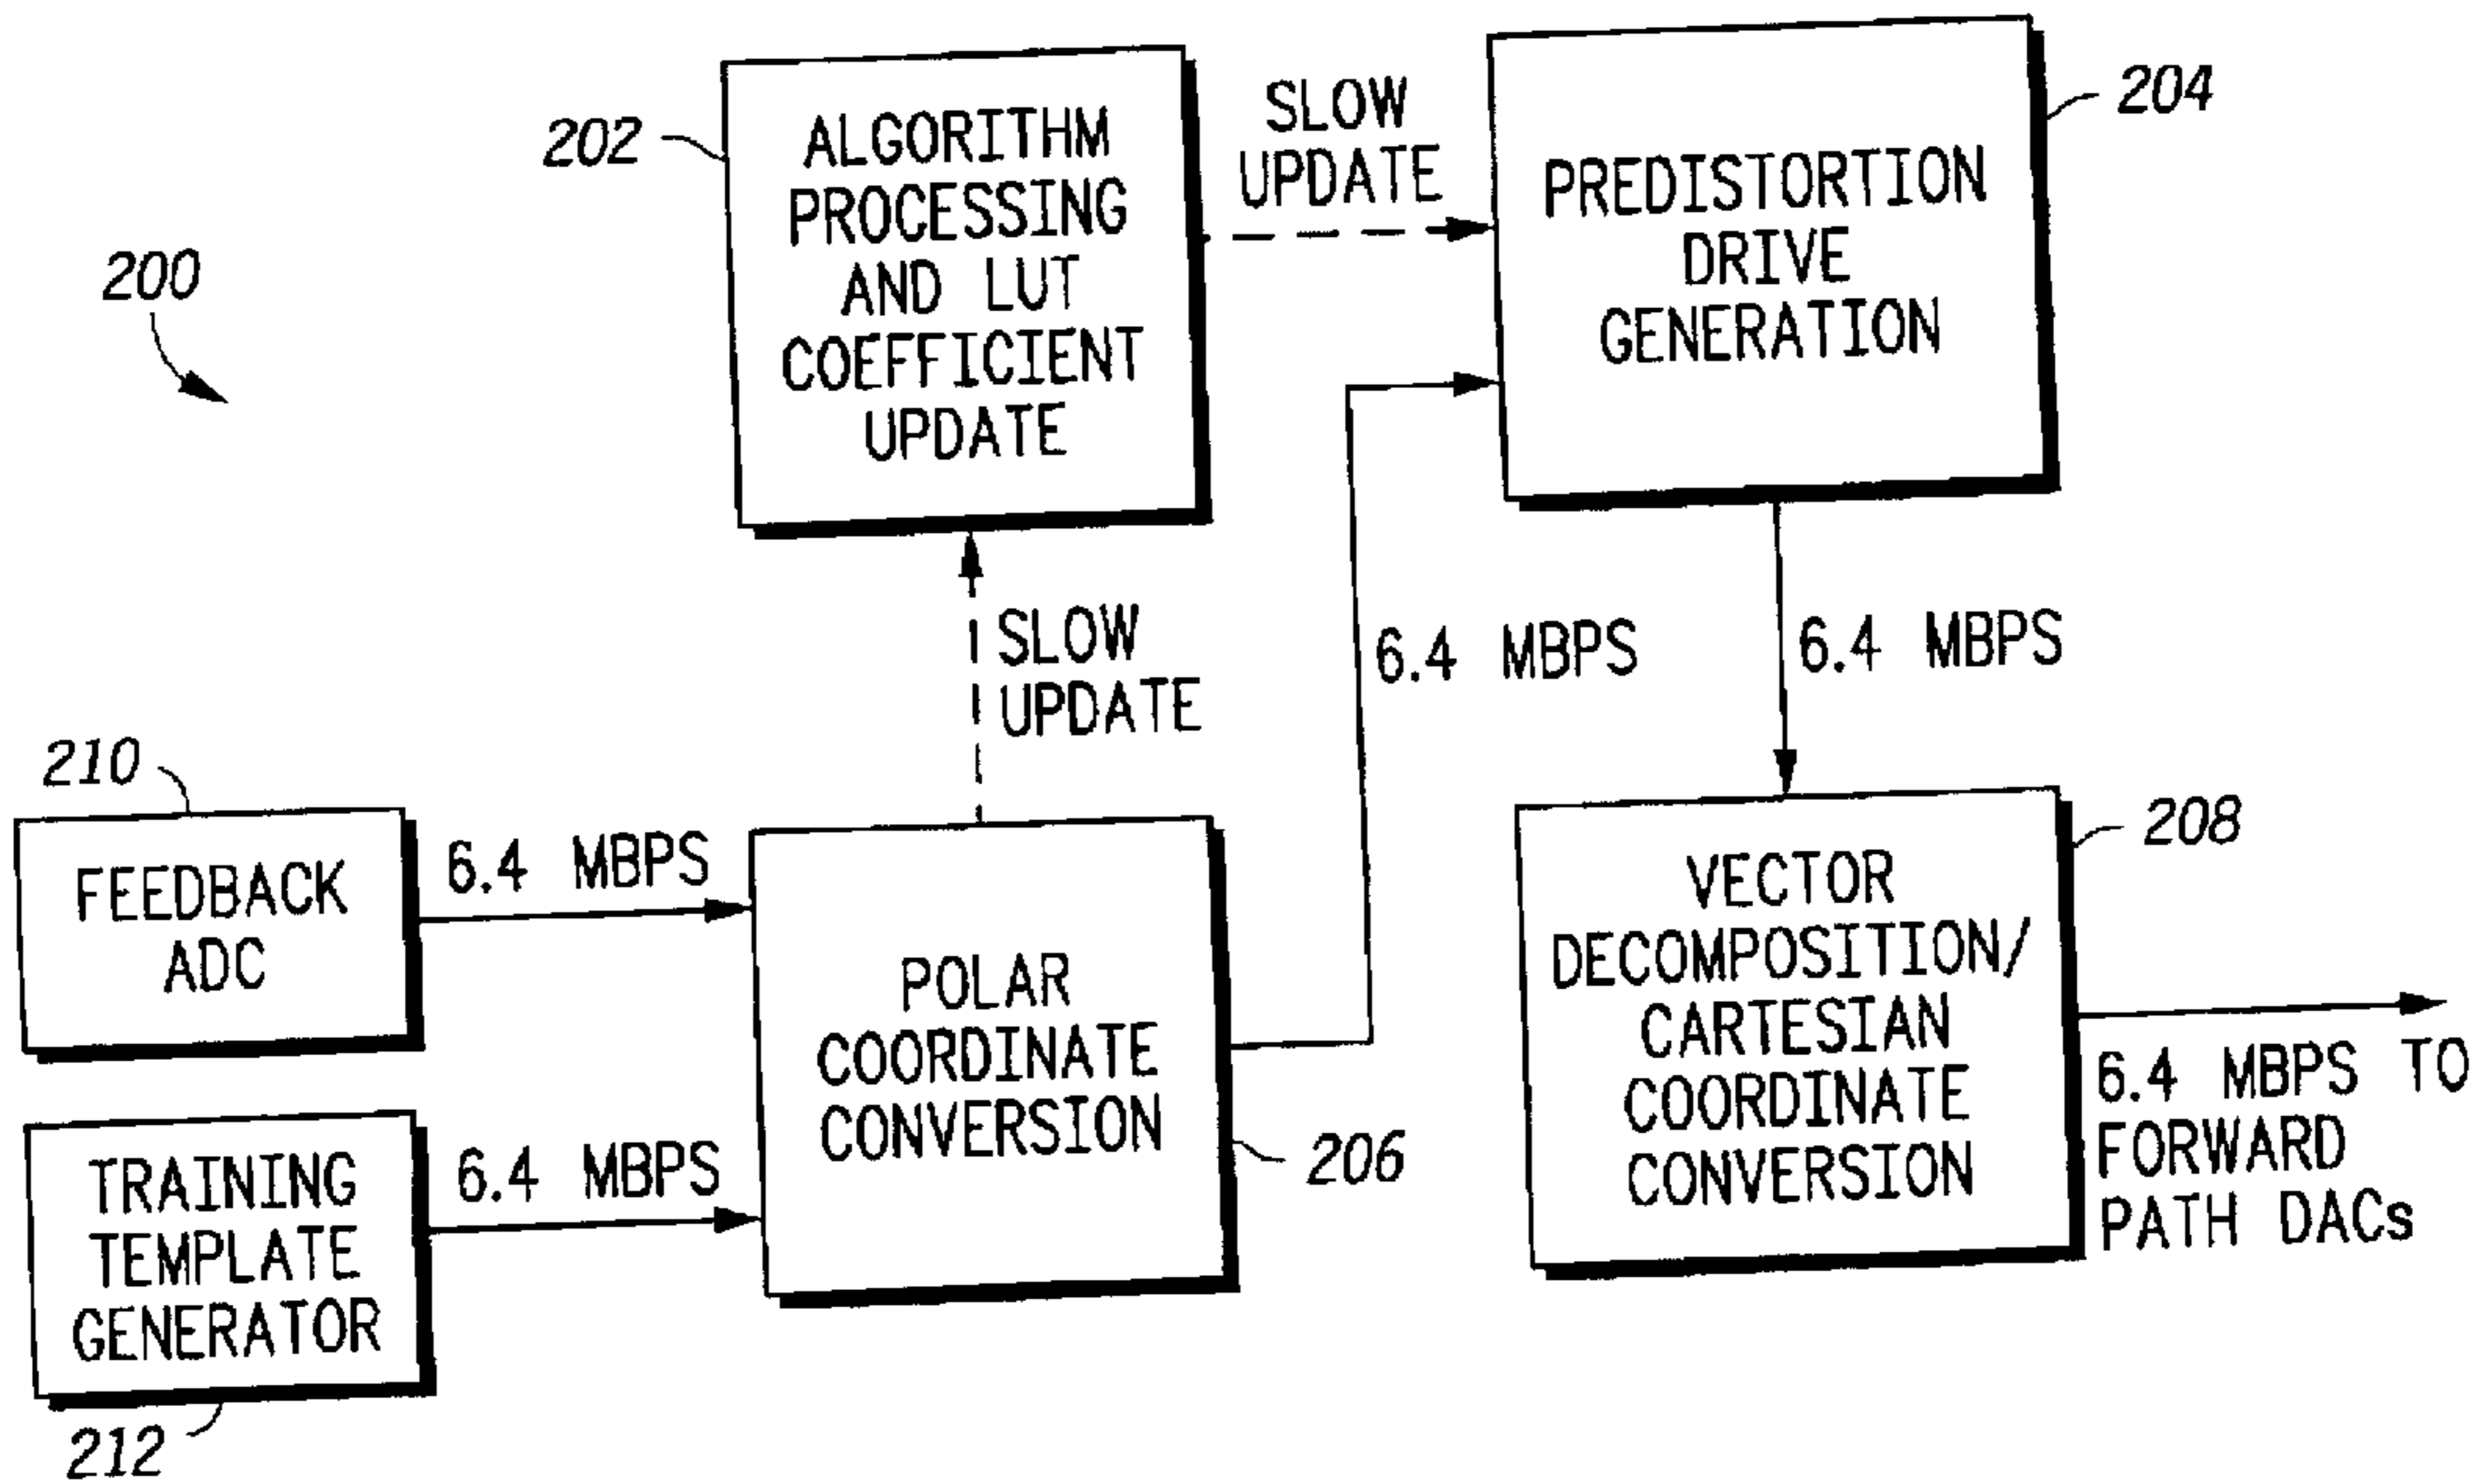 202
ALGORITHM
PROCESSING
AND LUT
COEFFICIENT
UPDATE
SLOW
UPDATE
204
PREDISTORTION
DRIVE
GENERATION
200
SLOW
UPDATE
6.4 MBPS
6.4 MBPS
210
FEEDBACK
ADC
6.4 MBPS
TRAINING
TEMPLATE
GENERATOR
212
6.4 MBPS
POLAR
COORDINATE
CONVERSION
206
208
VECTOR
DECOMPOSITION/
CARTESIAN
COORDINATE
CONVERSION
6.4 MBPS TO
FORWARD
PATH DACs